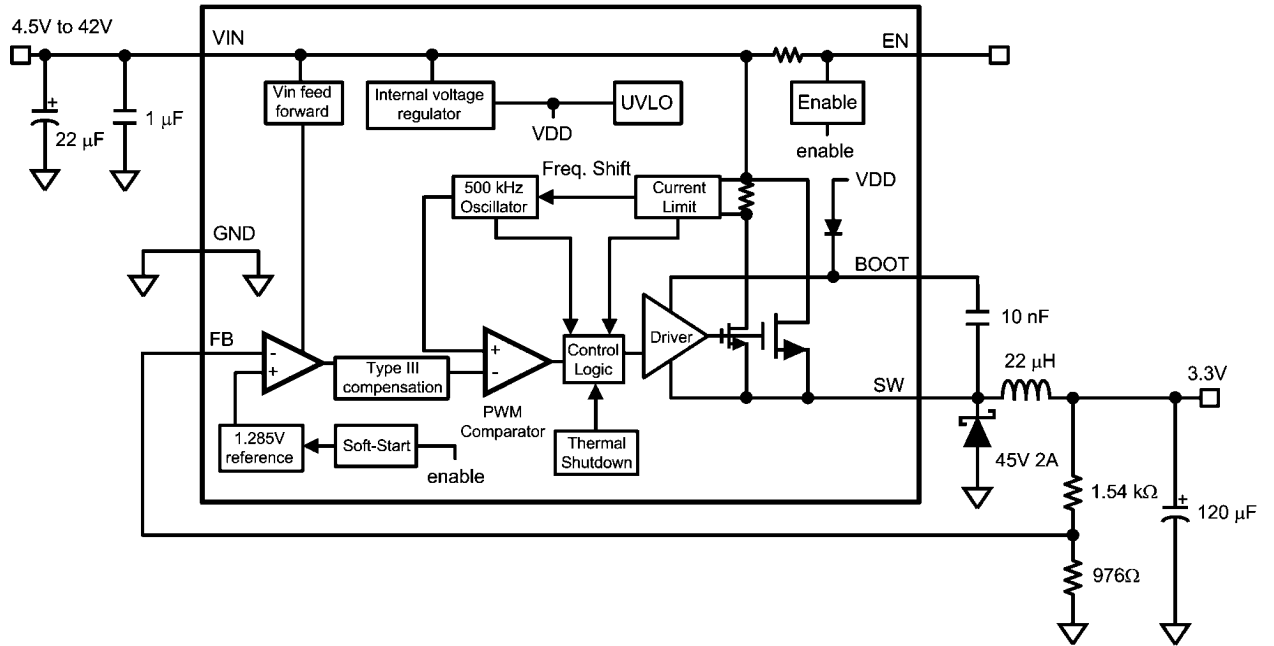 4.5V to 42V
VIN
EN
Vin feed
forward
Internal voltage
regulator
UVLO
Enable
+
22 μF
1 μF
VDD
enable
Freq. Shift
500 kHz
Oscillator
Current
Limit
VDD
GND
BOOT
FB
-
+
Type III
compensation
+
-
Control
Logic
Driver
10 nF
22 μH
3.3V
SW
PWM
Comparator
1.285V
reference
Soft-Start
enable
Thermal
Shutdown
45V 2A
1.54 kΩ
+
120 μF
976Ω